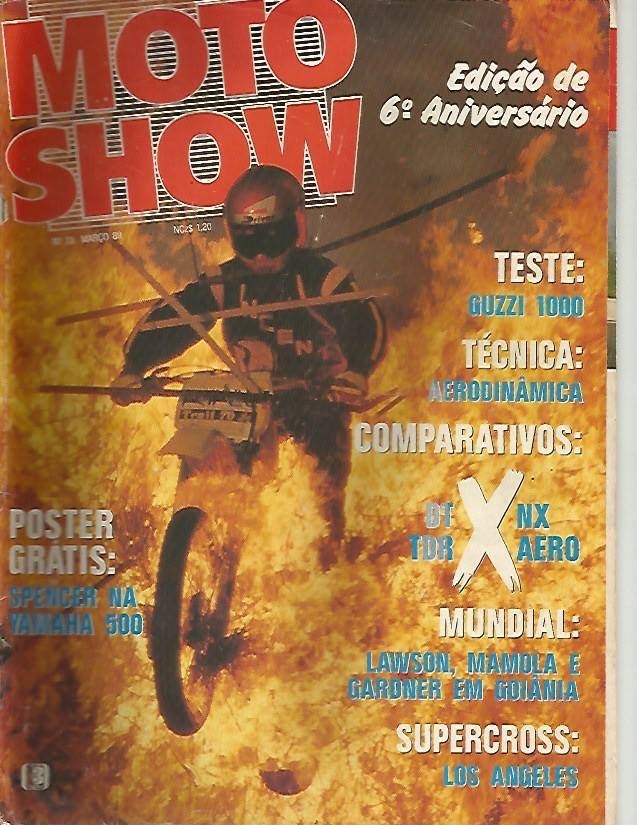 MOTO
SHOW
Edição de
6º Aniversário
MARÇO 89
NCz$ 1,20
TESTE:
GUZZI 1000
TÉCNICA:
AERODINÂMICA
COMPARATIVOS:
DT X NX
TDR AERO
POSTER
GRÁTIS:
SPENCER NA
YAMAHA 500
MUNDIAL:
LAWSON, MAMOLA E
GARDNER EM GOIÂNIA
SUPERCROSS:
LOS ANGELES